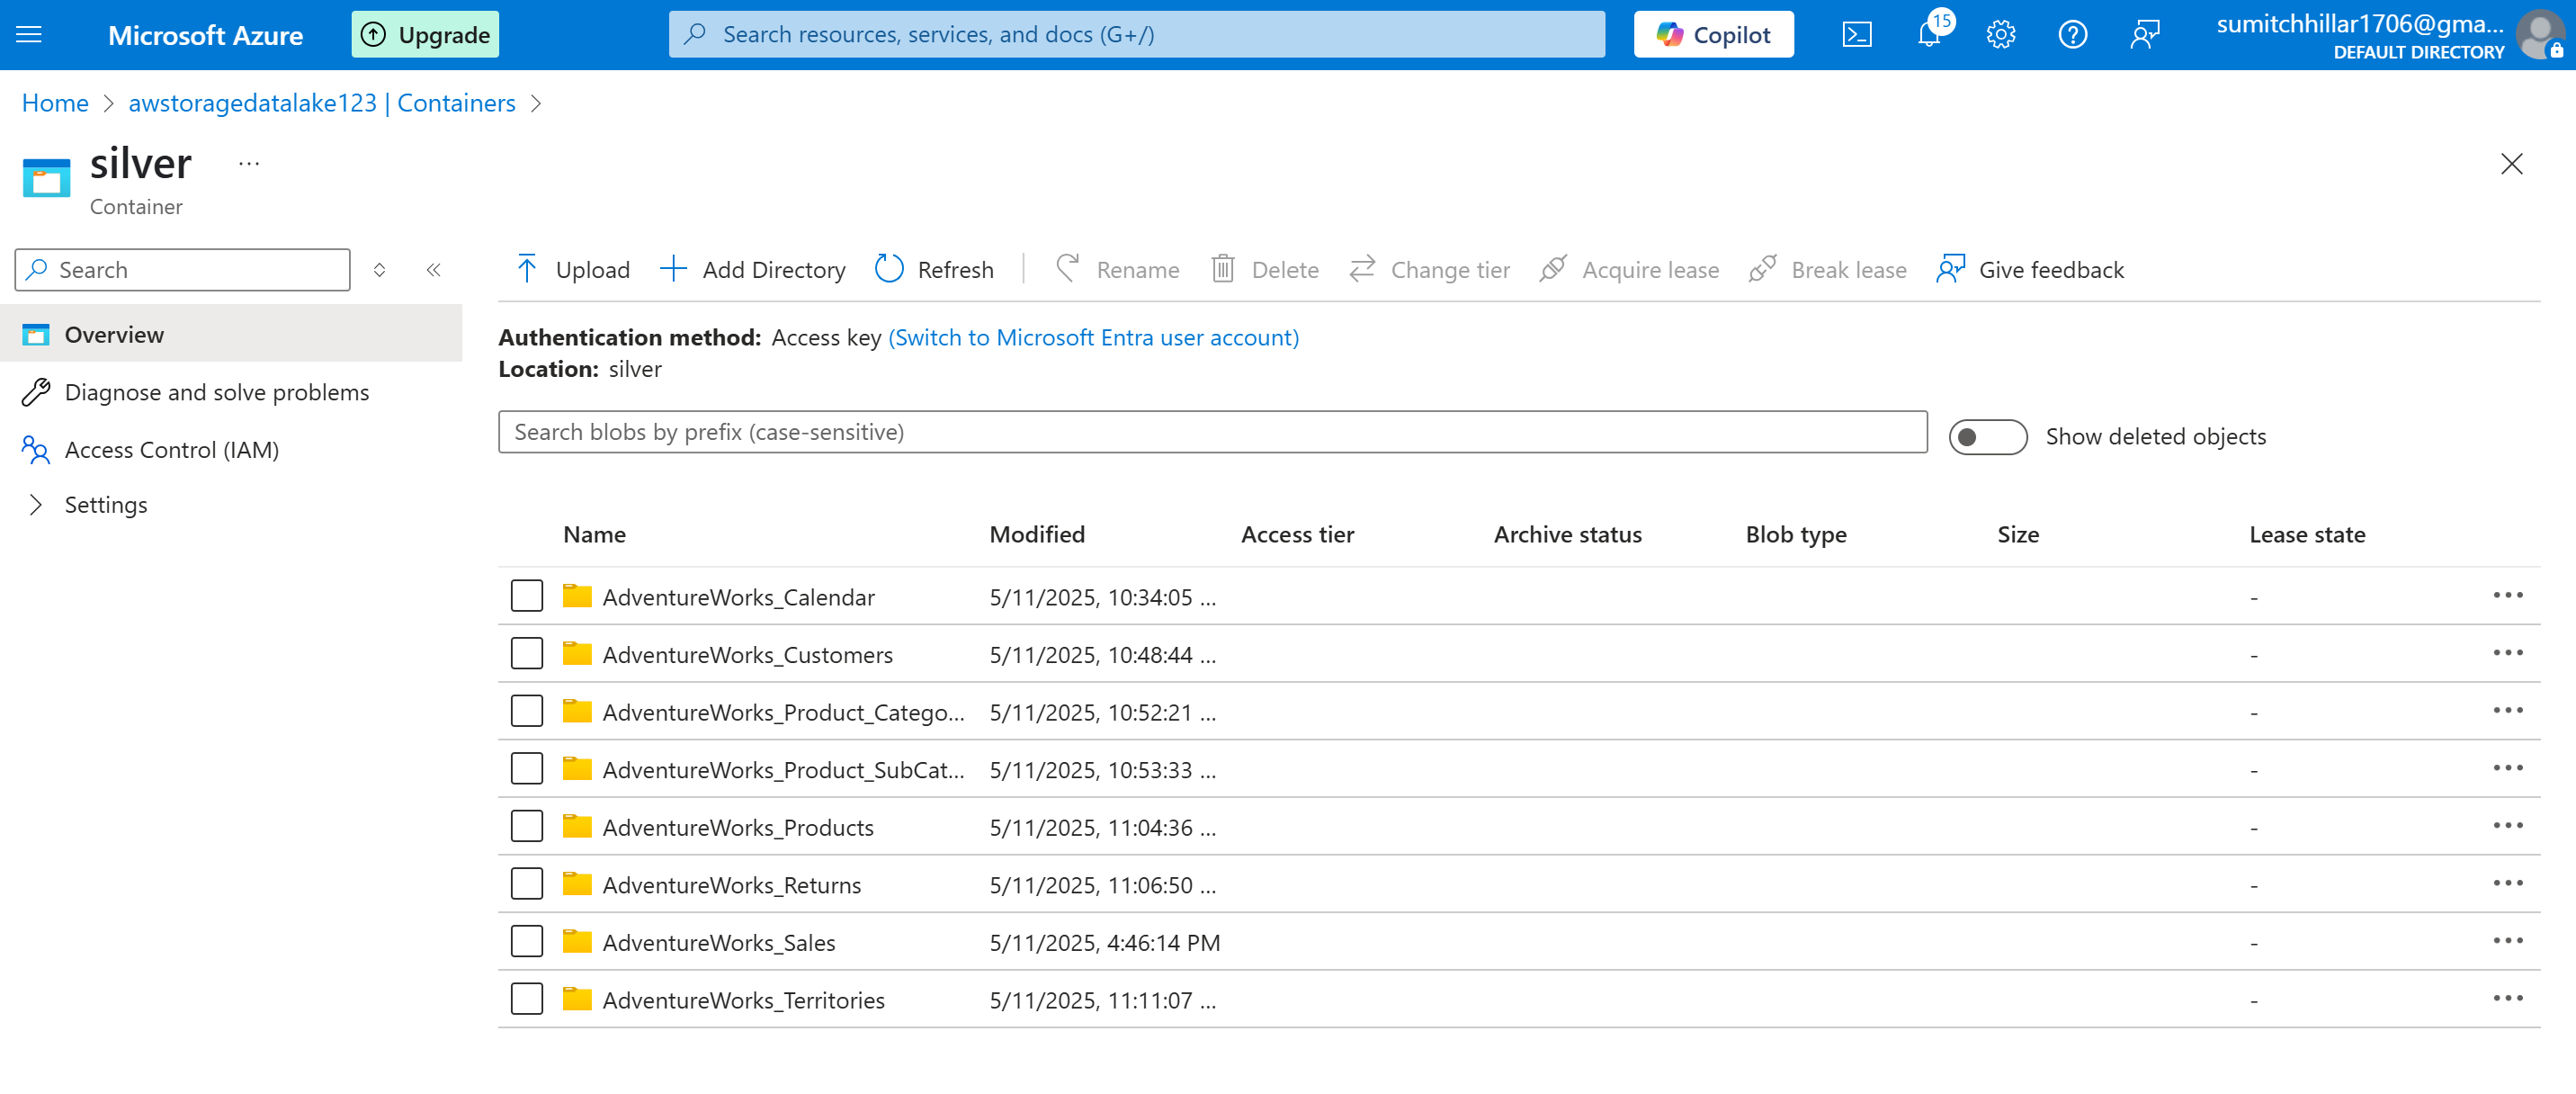 Microsoft Azure
Upgrade
Search resources, services, and docs (G+/)
Copilot
15
sumitchhillar1706@gma...
DEFAULT DIRECTORY
Home > awstoragedatalake123 | Containers >
silver ...
Container
Search
Upload
Add Directory
Refresh
Rename
Delete
Change tier
Acquire lease
Break lease
Give feedback
Overview
Diagnose and solve problems
Access Control (IAM)
Settings
Authentication method: Access key (Switch to Microsoft Entra user account)
Location: silver
Search blobs by prefix (case-sensitive)
Show deleted objects
Name Modified Access tier Archive status Blob type Size Lease state
AdventureWorks_Calendar 5/11/2025, 10:34:05 ... -
AdventureWorks_Customers 5/11/2025, 10:48:44 ... -
AdventureWorks_Product_Catego... 5/11/2025, 10:52:21 ... -
AdventureWorks_Product_SubCat... 5/11/2025, 10:53:33 ... -
AdventureWorks_Products 5/11/2025, 11:04:36 ... -
AdventureWorks_Returns 5/11/2025, 11:06:50 ... -
AdventureWorks_Sales 5/11/2025, 4:46:14 PM -
AdventureWorks_Territories 5/11/2025, 11:11:07 ... -